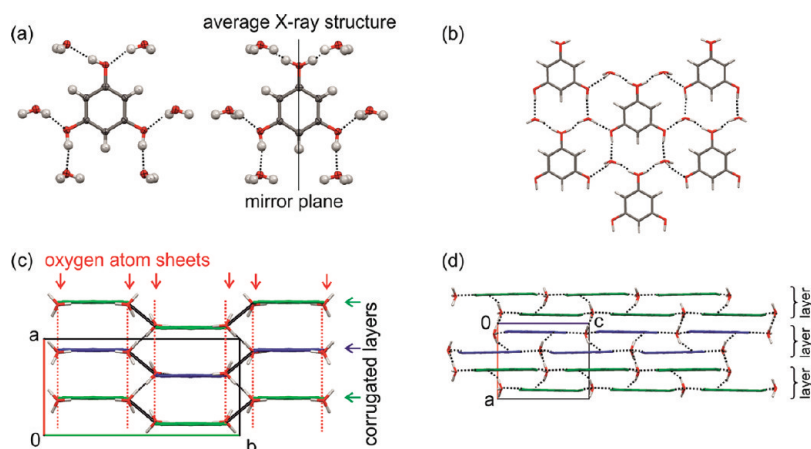 (a)
average X-ray structure
mirror plane
(b)
(c)
oxygen atom sheets
a
0
b
corrugated layers
(d)
0
c
a
layer
layer
layer